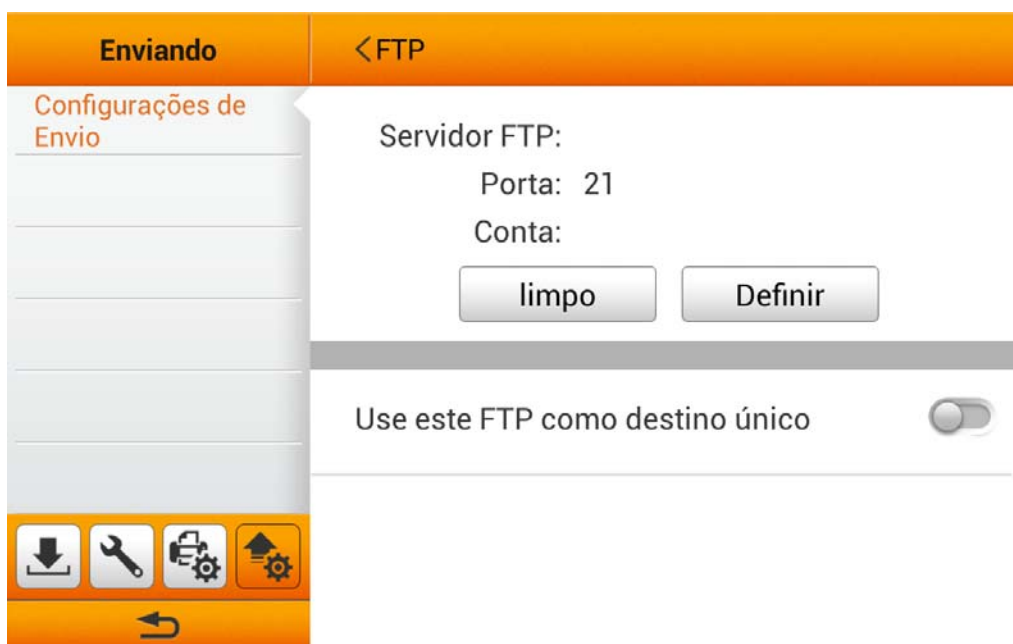 Enviando
<FTP
Configurações de
Envio
Servidor FTP:
Porta: 21
Conta:
limpo
Definir
Use este FTP como destino único